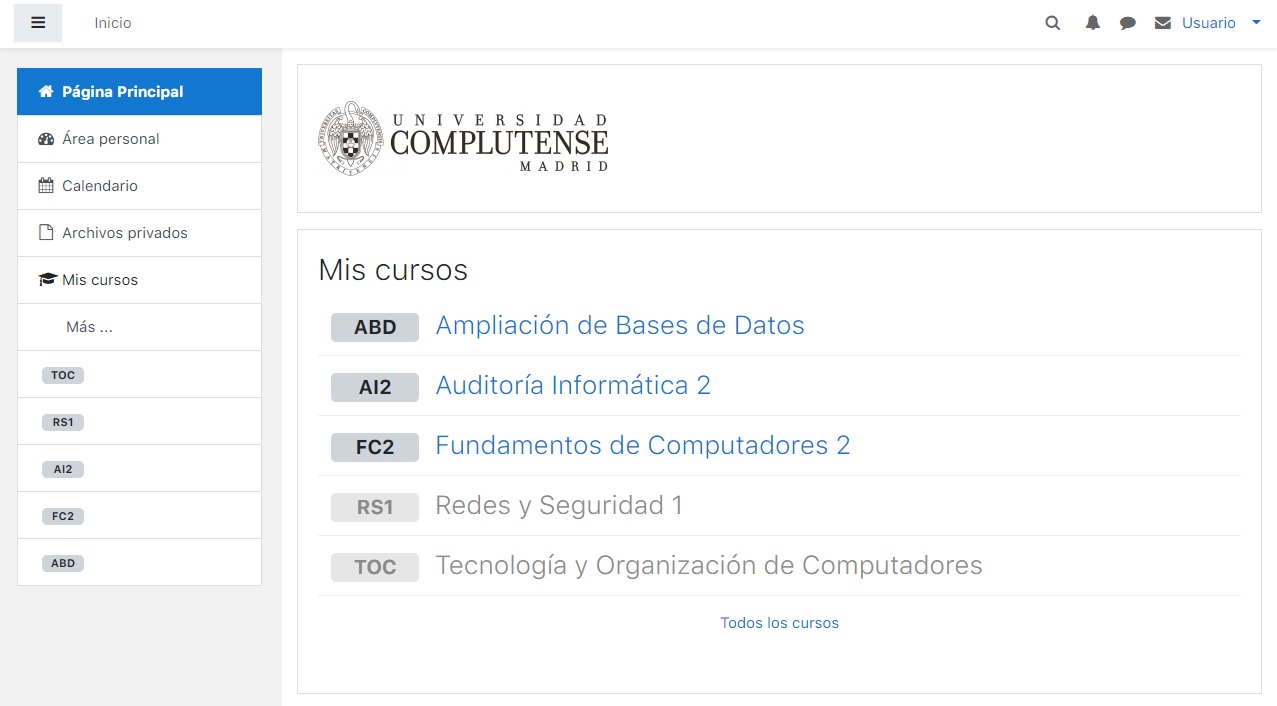 Inicio
Usuario
Página Principal
Área personal
Calendario
Archivos privados
Mis cursos
Más ...
TOC
RS1
AI2
FC2
ABD
UNIVERSIDAD
COMPLUTENSE
MADRID
Mis cursos
ABD Ampliación de Bases de Datos
AI2 Auditoría Informática 2
FC2 Fundamentos de Computadores 2
RS1 Redes y Seguridad 1
TOC Tecnología y Organización de Computadores
Todos los cursos